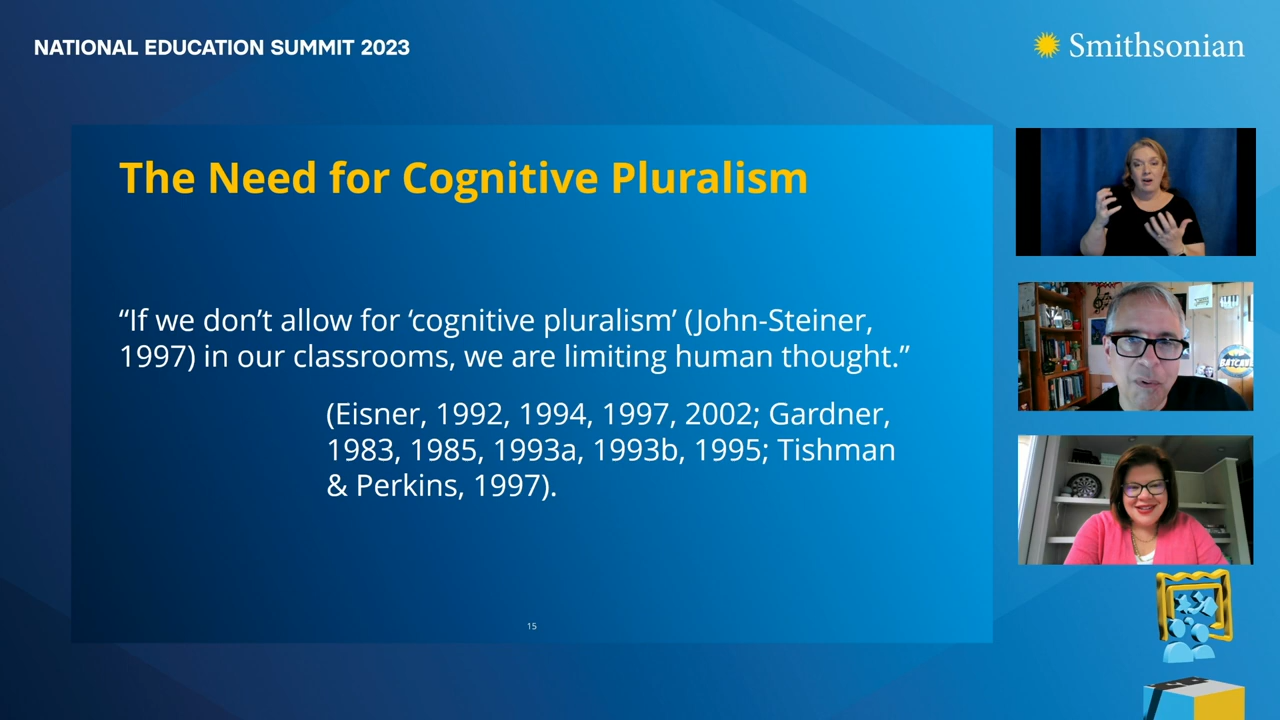 NATIONAL EDUCATION SUMMIT 2023
Smithsonian
The Need for Cognitive Pluralism
“If we don’t allow for ‘cognitive pluralism’ (John-Steiner,
1997) in our classrooms, we are limiting human thought.”
(Eisner, 1992, 1994, 1997, 2002; Gardner,
1983, 1985, 1993a, 1993b, 1995; Tishman
& Perkins, 1997).
15